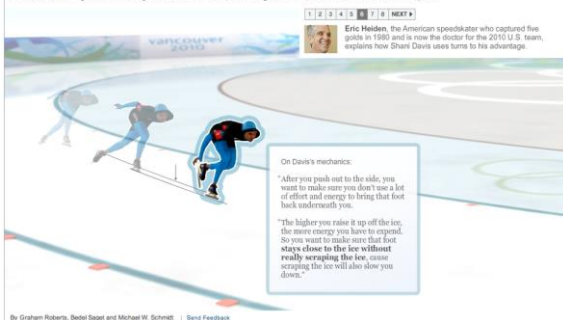 1 2 3 4 5 6 7 8 NEXT
Eric Heiden, the American speedskater who captured five
golds in 1980 and is now the doctor for the 2010 U.S. team,
explains how Shani Davis uses turns to his advantage.
vancouver
2010
On Davis's mechanics:
"After you push out to the side, you
want to make sure you don't use a lot
of effort and energy to bring that foot
back underneath you.
"The higher you raise it up off the ice,
the more energy you have to expend.
So you want to make sure that foot
stays close to the ice without
really scraping the ice, cause
scraping the ice will also slow you
down."
By Graham Roberts, Bedel Saget and Michael W. Schmidt | Send Feedback